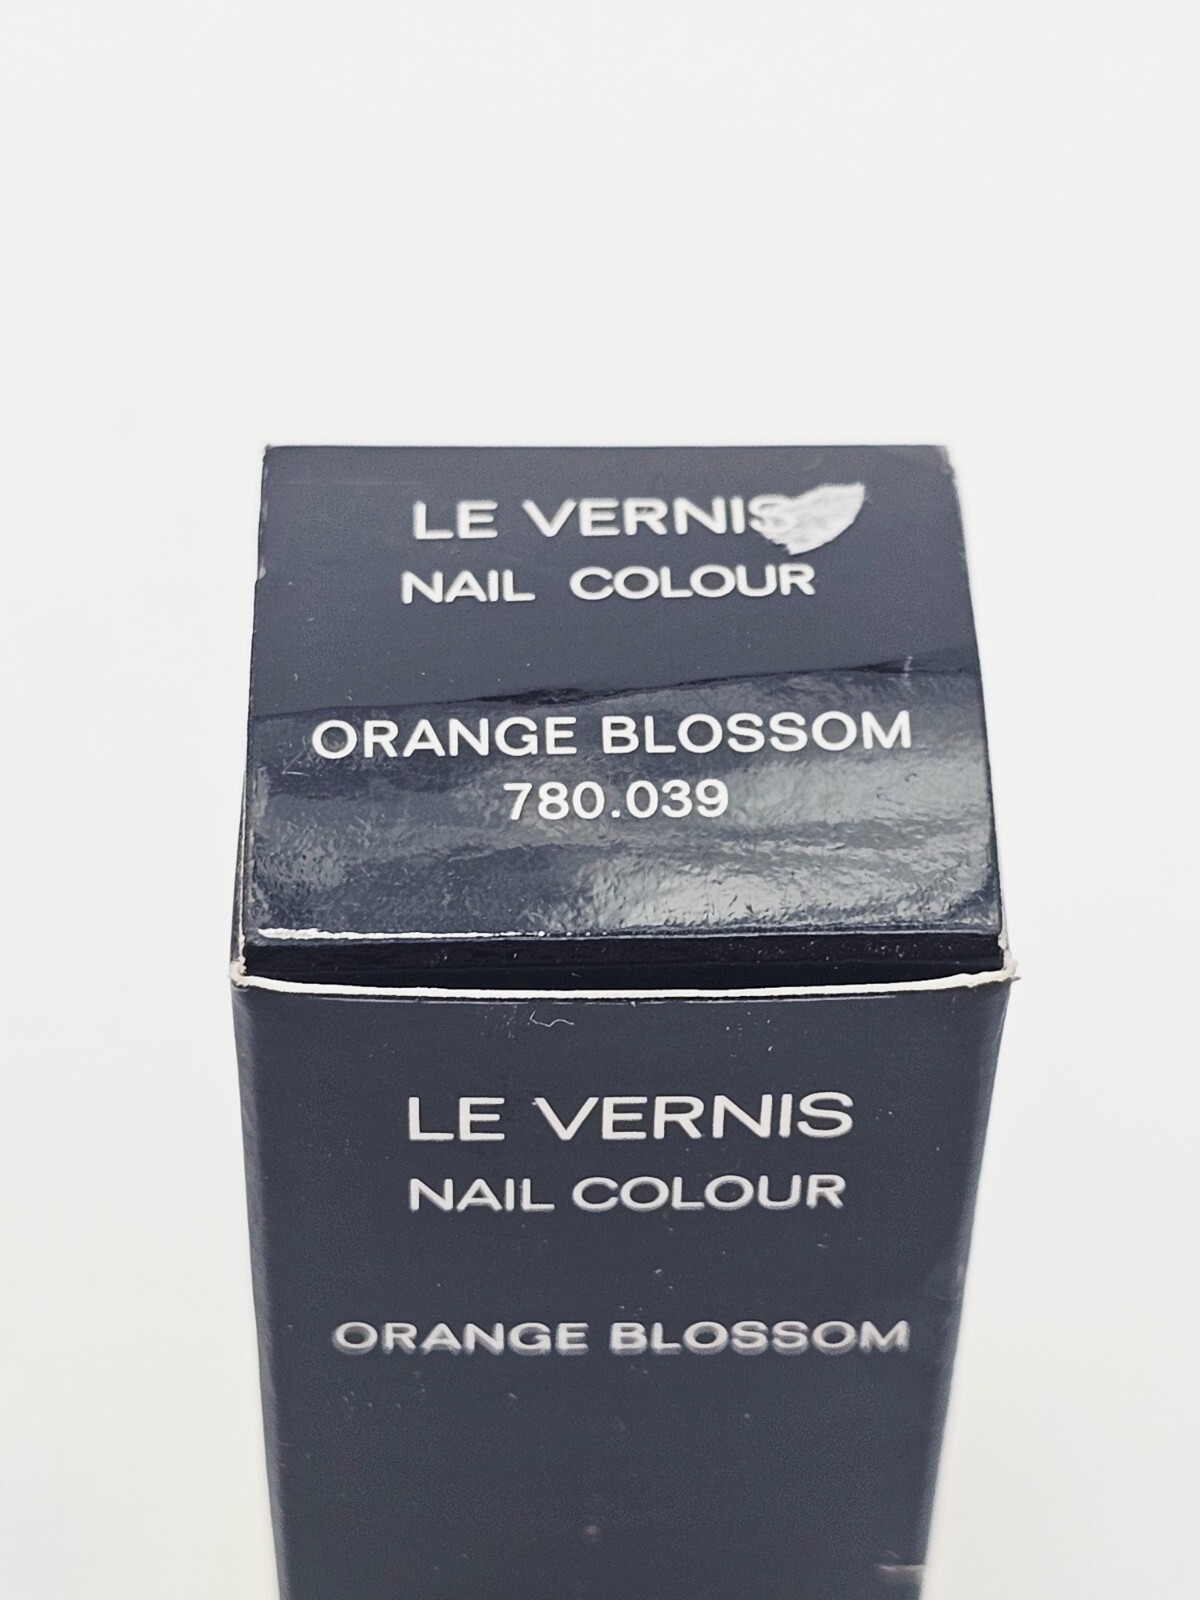 LE VERNIS
NAIL COLOUR
ORANGE BLOSSOM
780.039
LE VERNIS
NAIL COLOUR
ORANGE BLOSSOM